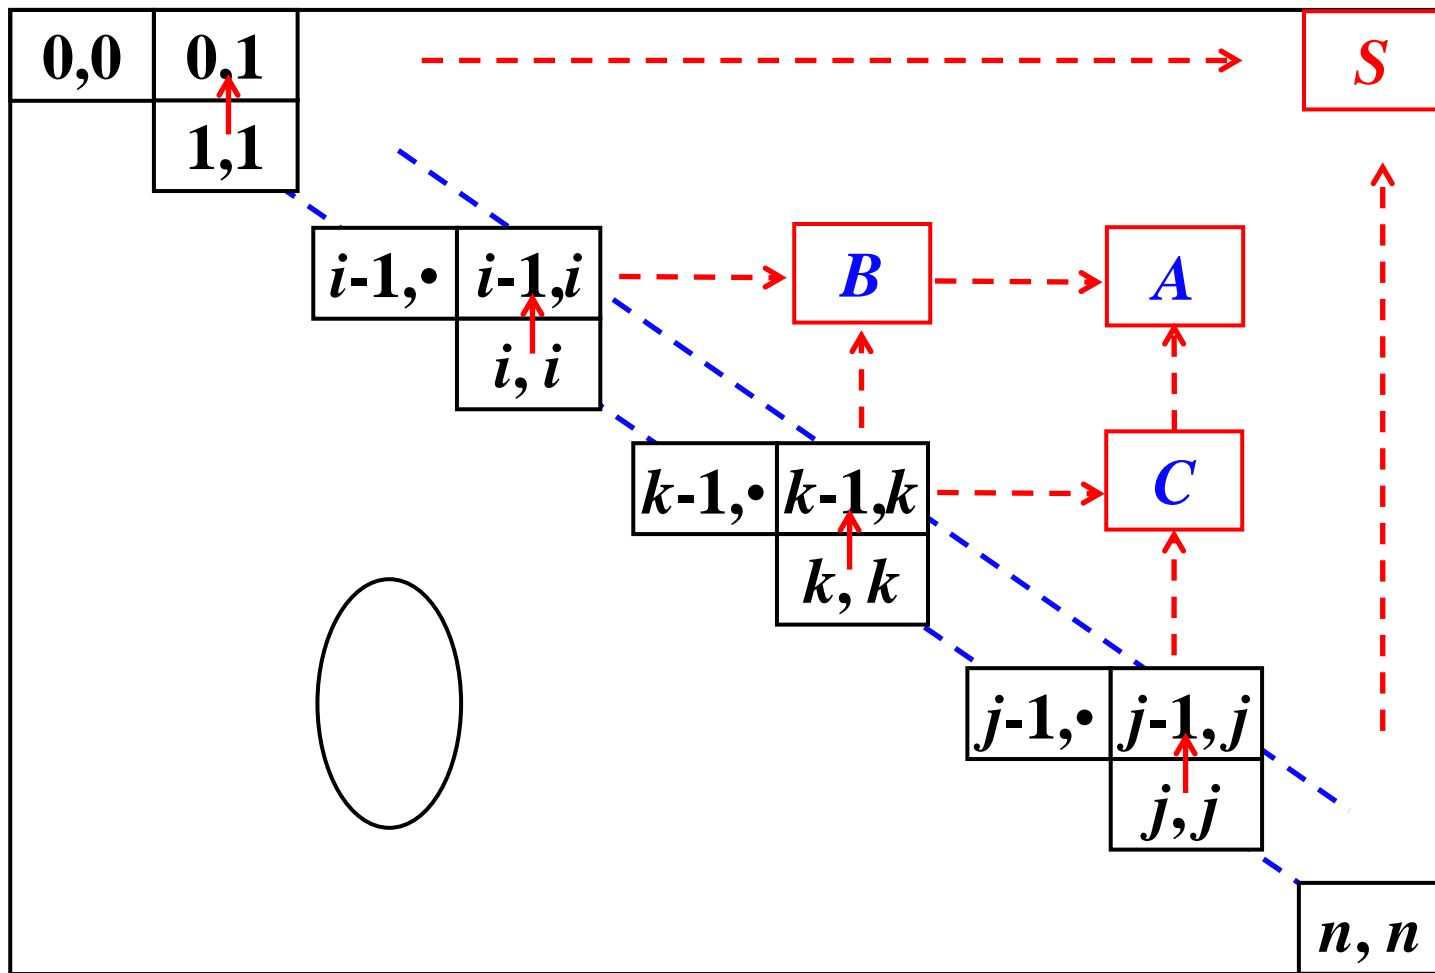 0,0 0,1 S
1,1
i-1,• i-1,i B A
i, i
k-1,• k-1,k C
k, k
j-1,• j-1,j
j,j
n, n